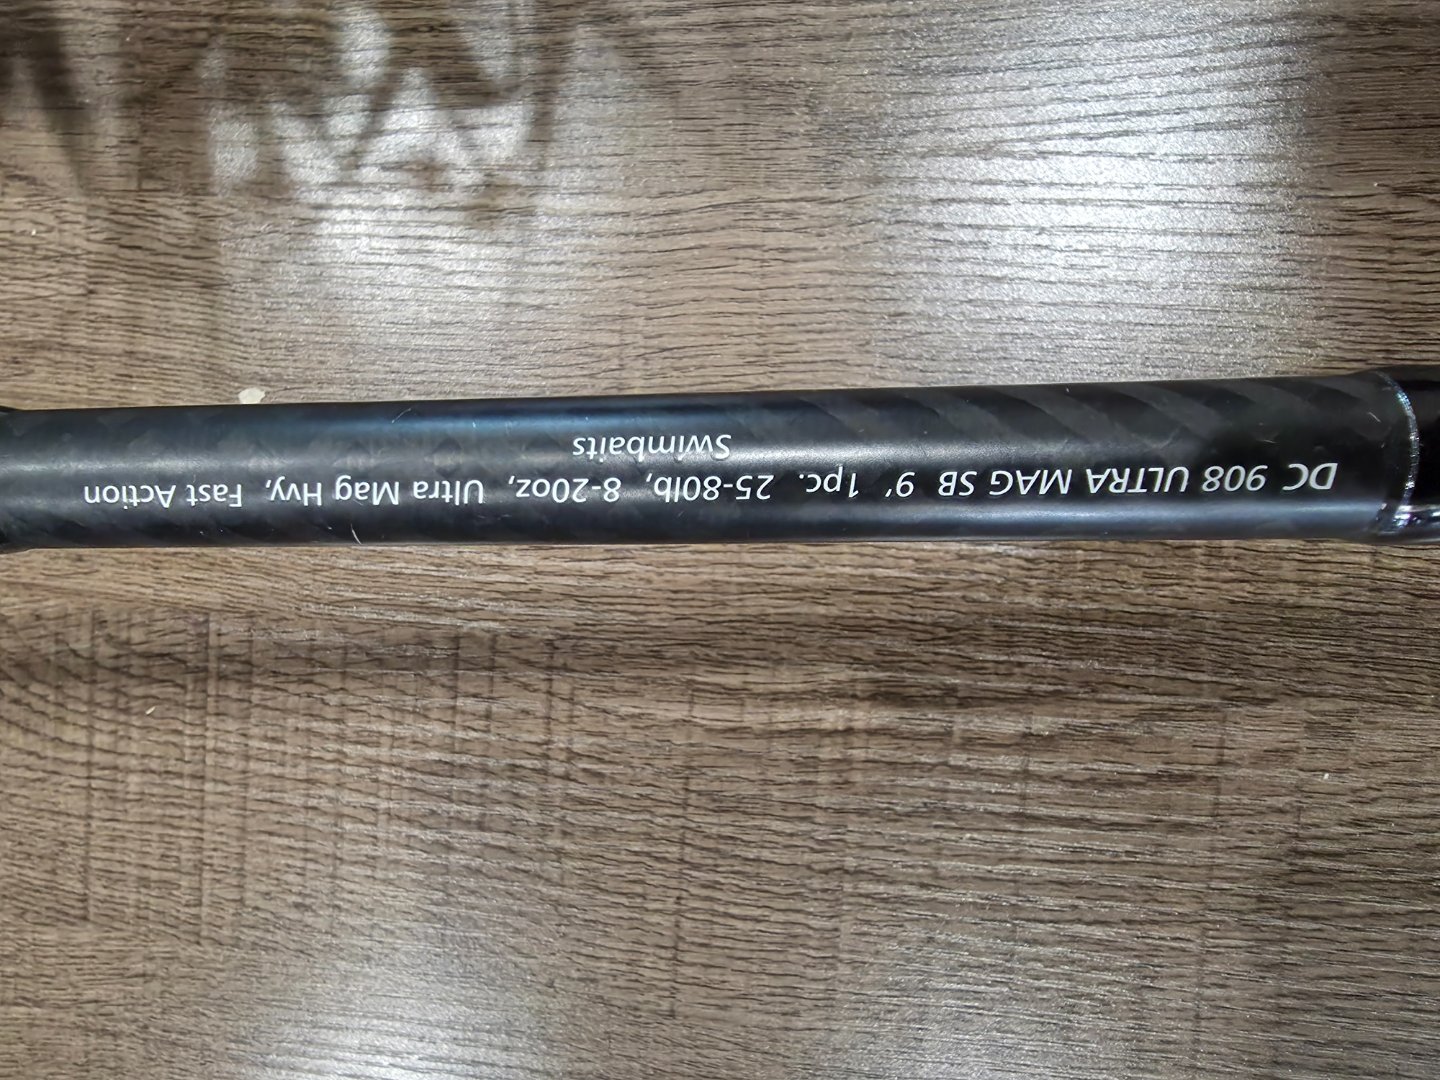 DC 908 ULTRA MAG SB 9' 1pc. 25-80lb, 8-20oz, Ultra Mag Hvy, Fast Action
Swimbaits